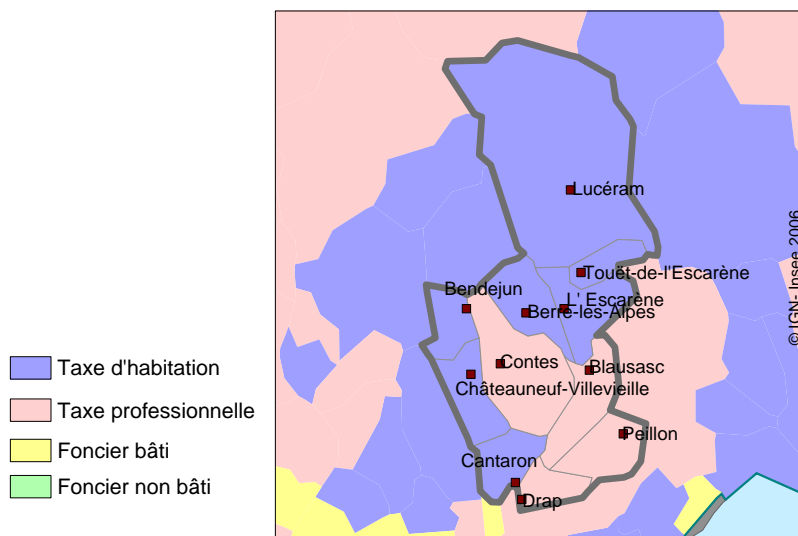 Lucéram
© IGN- Insee 2006
Touët-de-l'Escarène
Bendejun
L' Escarène
Berre-les-Alpes
Contes
Blausasc
Châteauneuf-Villevieille
Peillon
Cantaron
Drap
Taxe d'habitation
Taxe professionnelle
Foncier bâti
Foncier non bâti